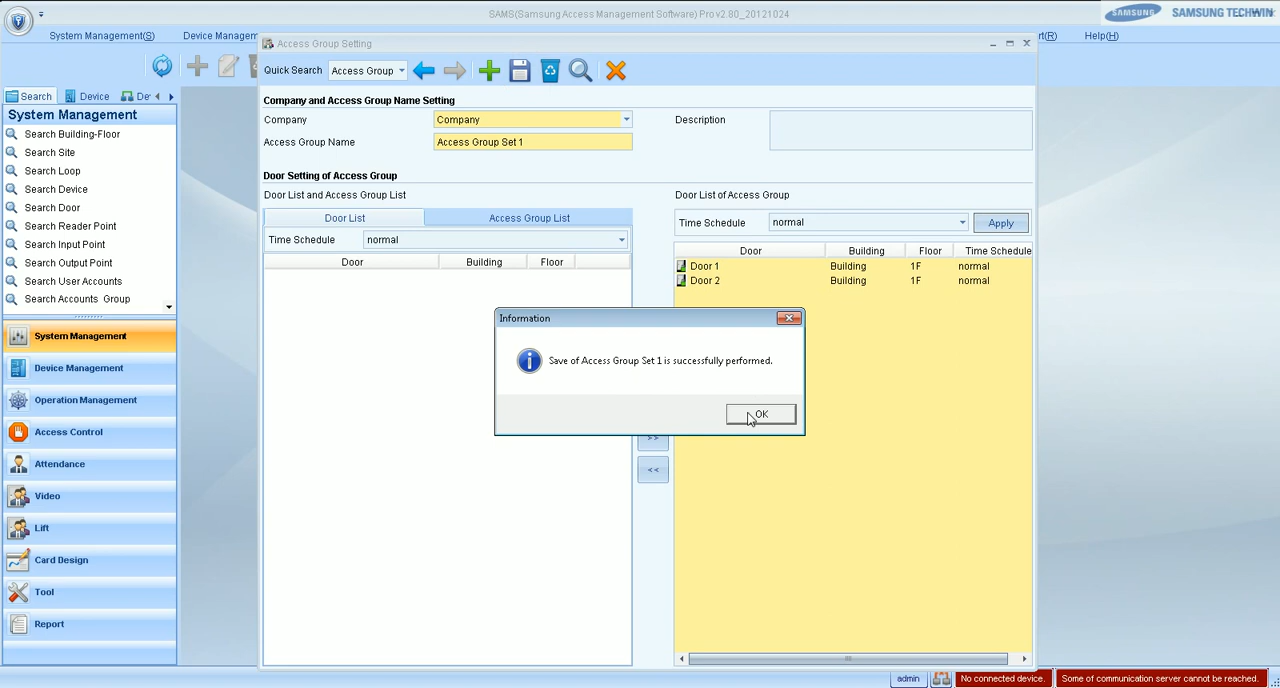 SAMS(Samsung Access Management Software) Pro v2.80_20121024
SAMSUNG SAMSUNG TECHWIN
System Management(S) Device Managem rt(R) Help(H)
Access Group Setting
Quick Search Access Group
Search Device De
System Management
Search Building-Floor
Search Site
Search Loop
Search Device
Search Door
Search Reader Point
Search Input Point
Search Output Point
Search User Accounts
Search Accounts Group
System Management
Device Management
Operation Management
Access Control
Attendance
Video
Lift
Card Design
Tool
Report
Company and Access Group Name Setting
Company Company Description
Access Group Name Access Group Set 1
Door Setting of Access Group
Door List and Access Group List
Door List Access Group List
Time Schedule normal
Door Building Floor
Door List of Access Group
Time Schedule normal Apply
Door Building Floor Time Schedule
Door 1 Building 1F normal
Door 2 Building 1F normal
>>
<<
Information
Save of Access Group Set 1 is successfully performed.
OK
admin No connected device. Some of communication server cannot be reached.